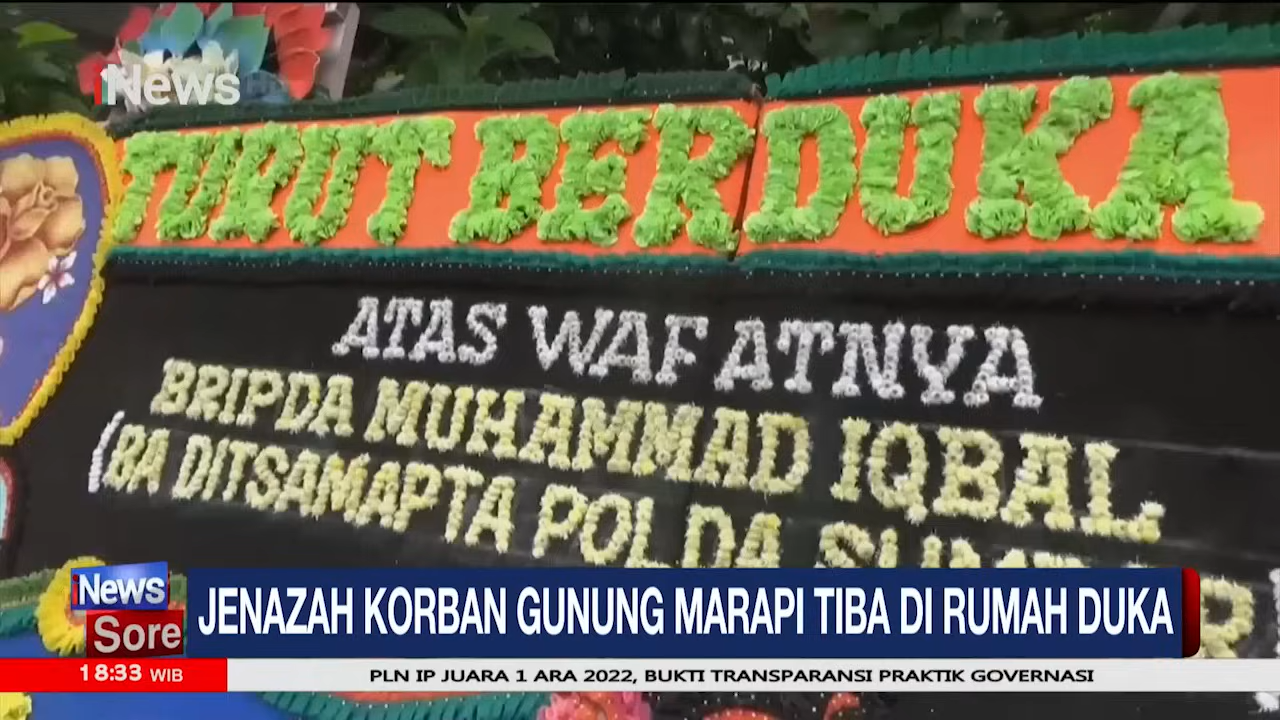 iNews
TURUT BERDUKA
ATAS WAFATNYA
BRIPDA MUHAMMAD IQBAL
(BA DITSAMAPTA POLDA
iNews
Sore
JENAZAH KORBAN GUNUNG MARAPI TIBA DI RUMAH DUKA
18:33 WIB
PLN IP JUARA 1 ARA 2022, BUKTI TRANSPARANSI PRAKTIK GOVERNASI